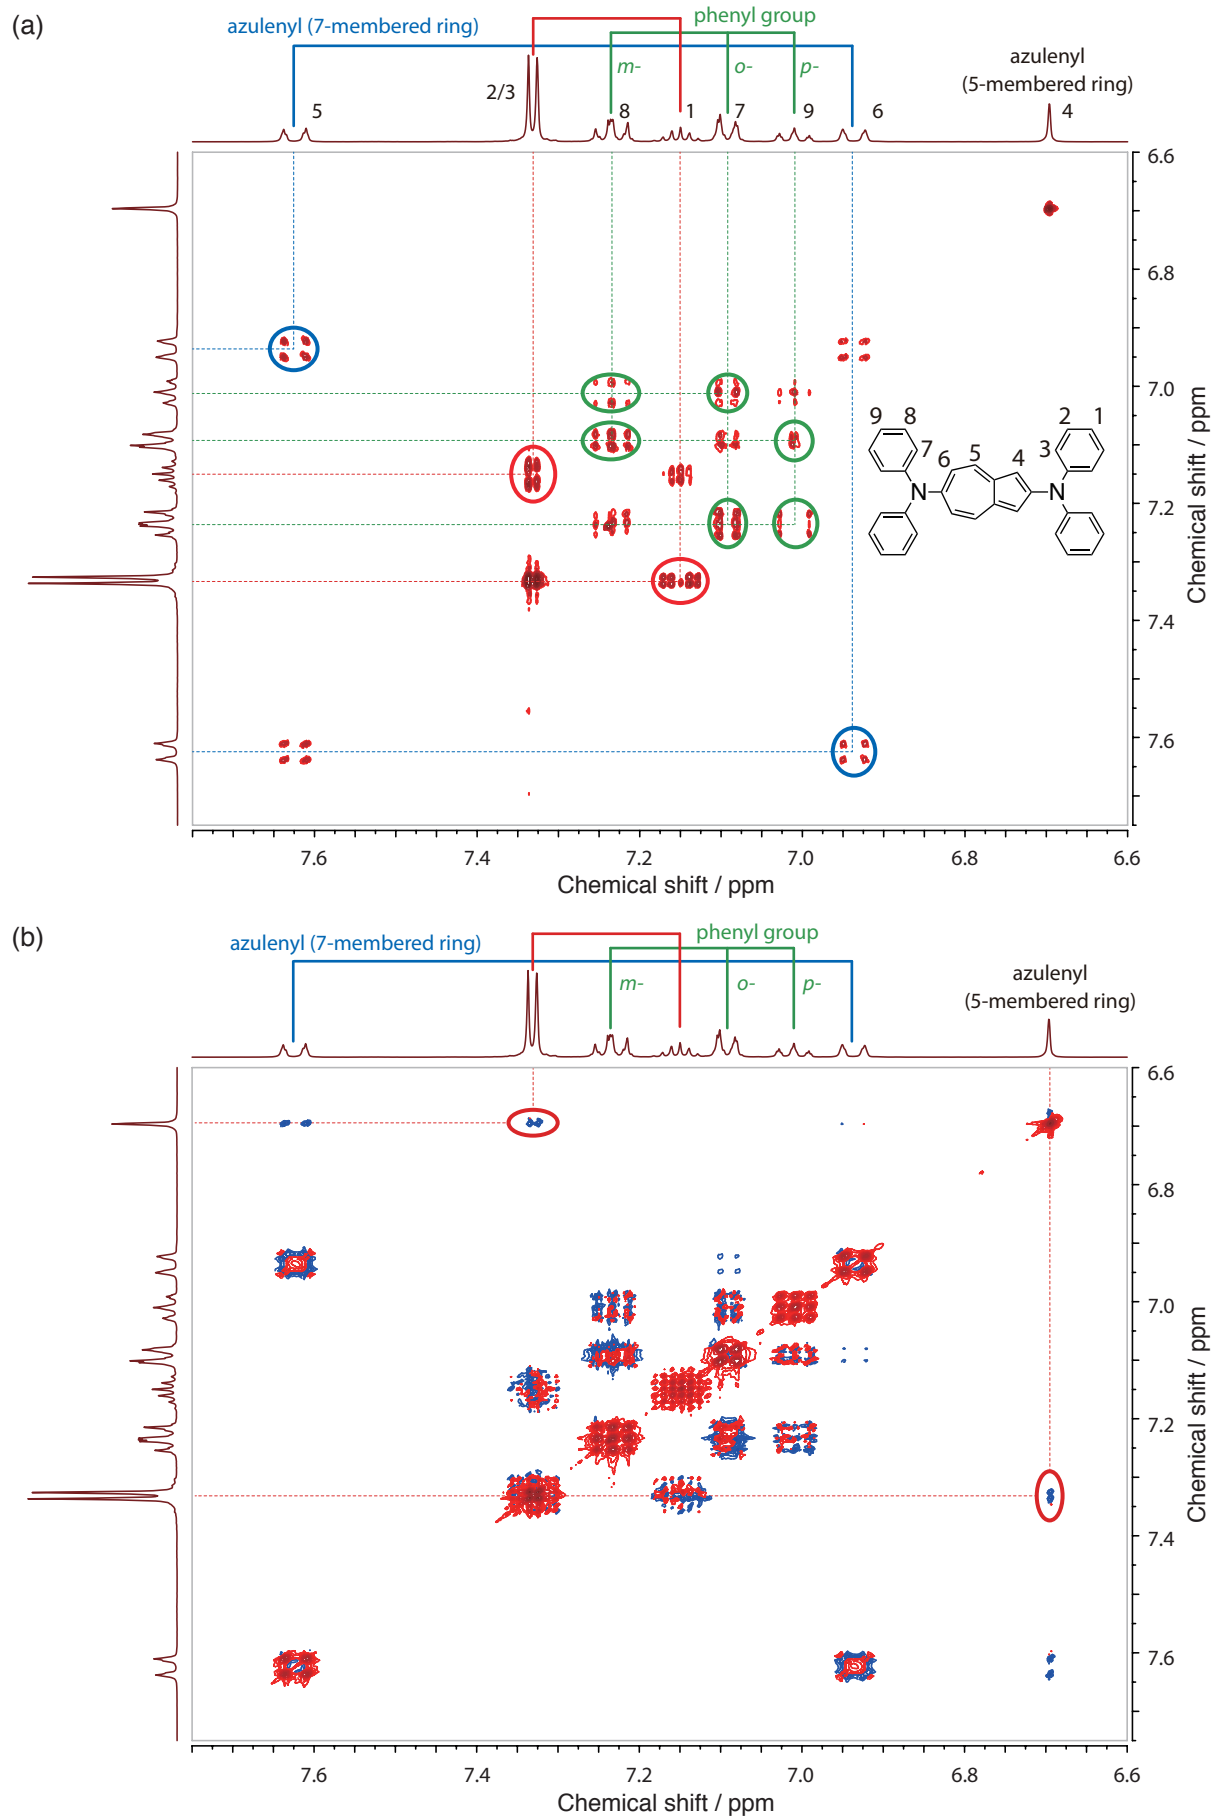 (a)
azulenyl (7-membered ring)
phenyl group
m-
o-
p-
azulenyl
(5-membered ring)
5
2/3
8
1
7
9
6
4
6.6
6.8
7.0
7.2
7.4
7.6
Chemical shift / ppm
9 8
7
6
5
4
3
2 1
N
N
7.6
7.4
7.2
7.0
6.8
6.6
Chemical shift / ppm
(b)
azulenyl (7-membered ring)
phenyl group
m-
o-
p-
azulenyl
(5-membered ring)
6.6
6.8
7.0
7.2
7.4
7.6
Chemical shift / ppm
7.6
7.4
7.2
7.0
6.8
6.6
Chemical shift / ppm